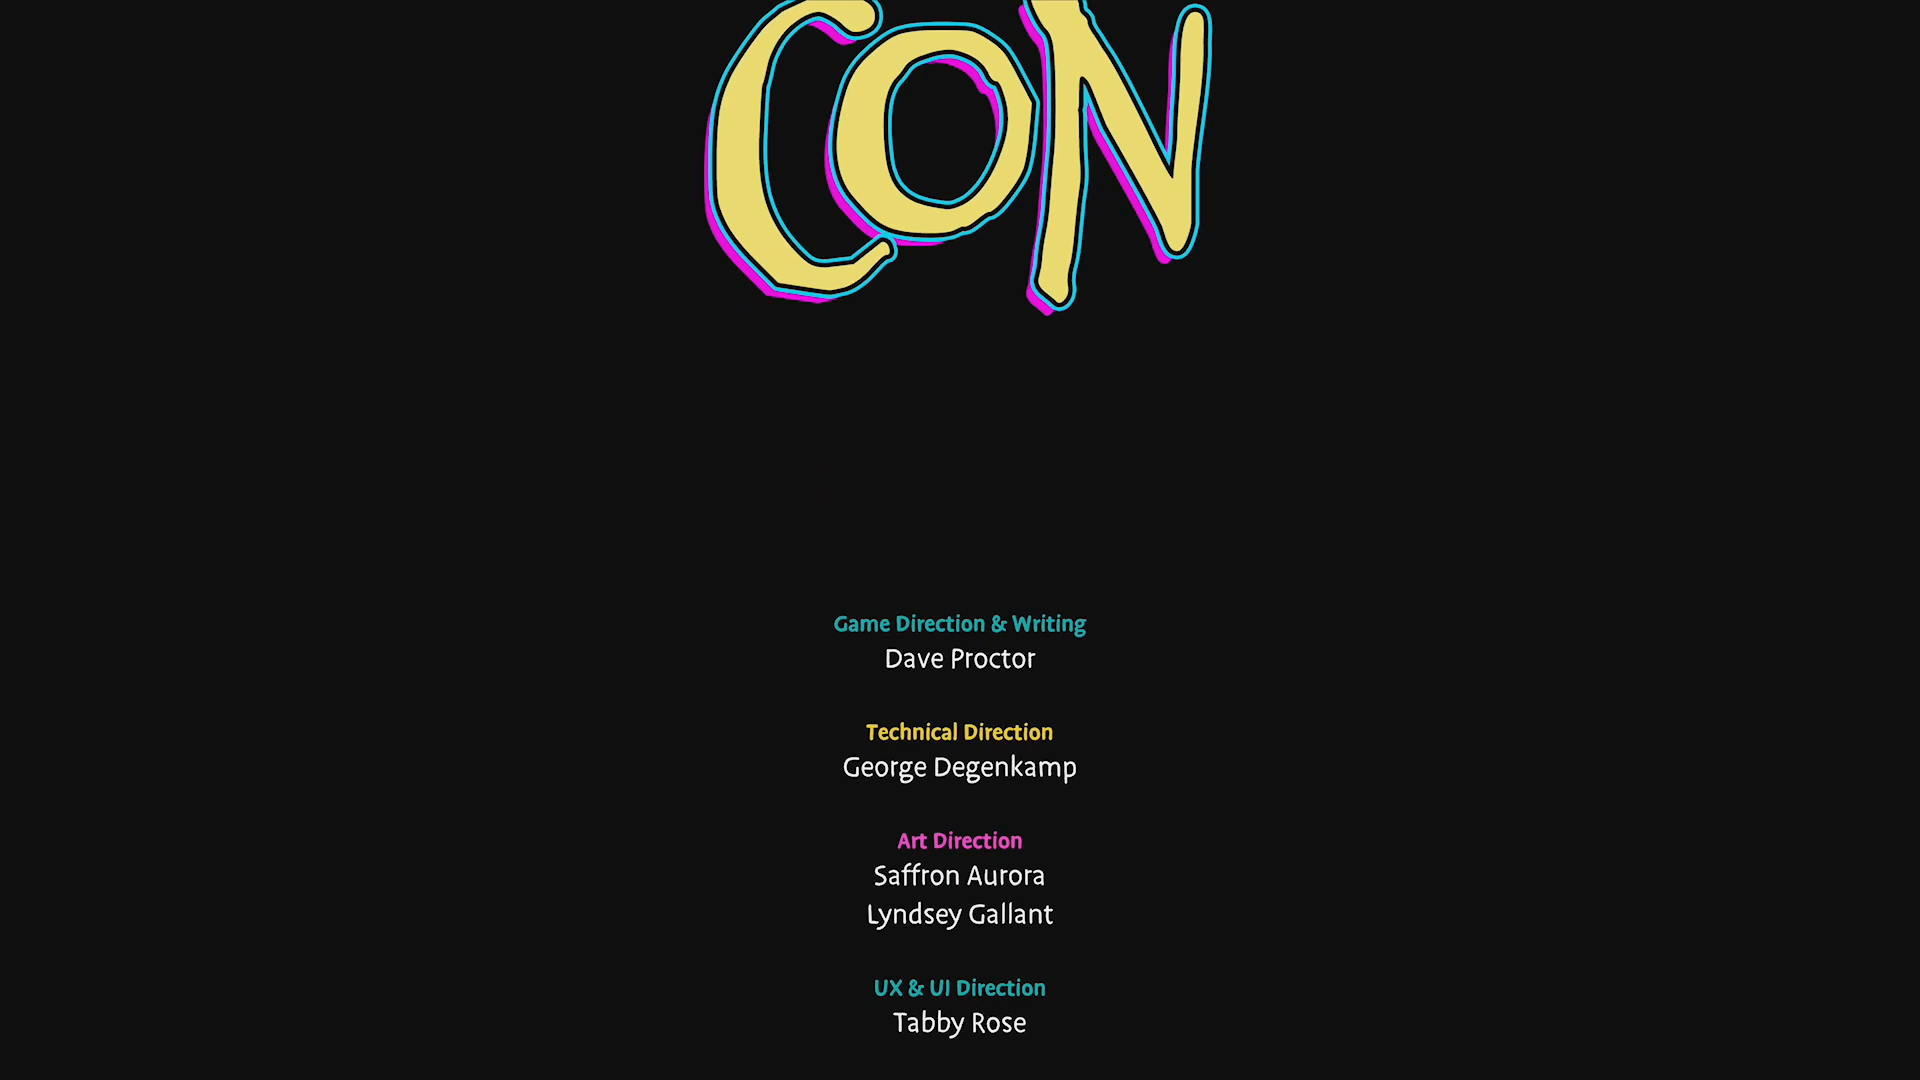 CON
Game Direction & Writing
Dave Proctor
Technical Direction
George Degenkamp
Art Direction
Saffron Aurora
Lyndsey Gallant
UX & UI Direction
Tabby Rose